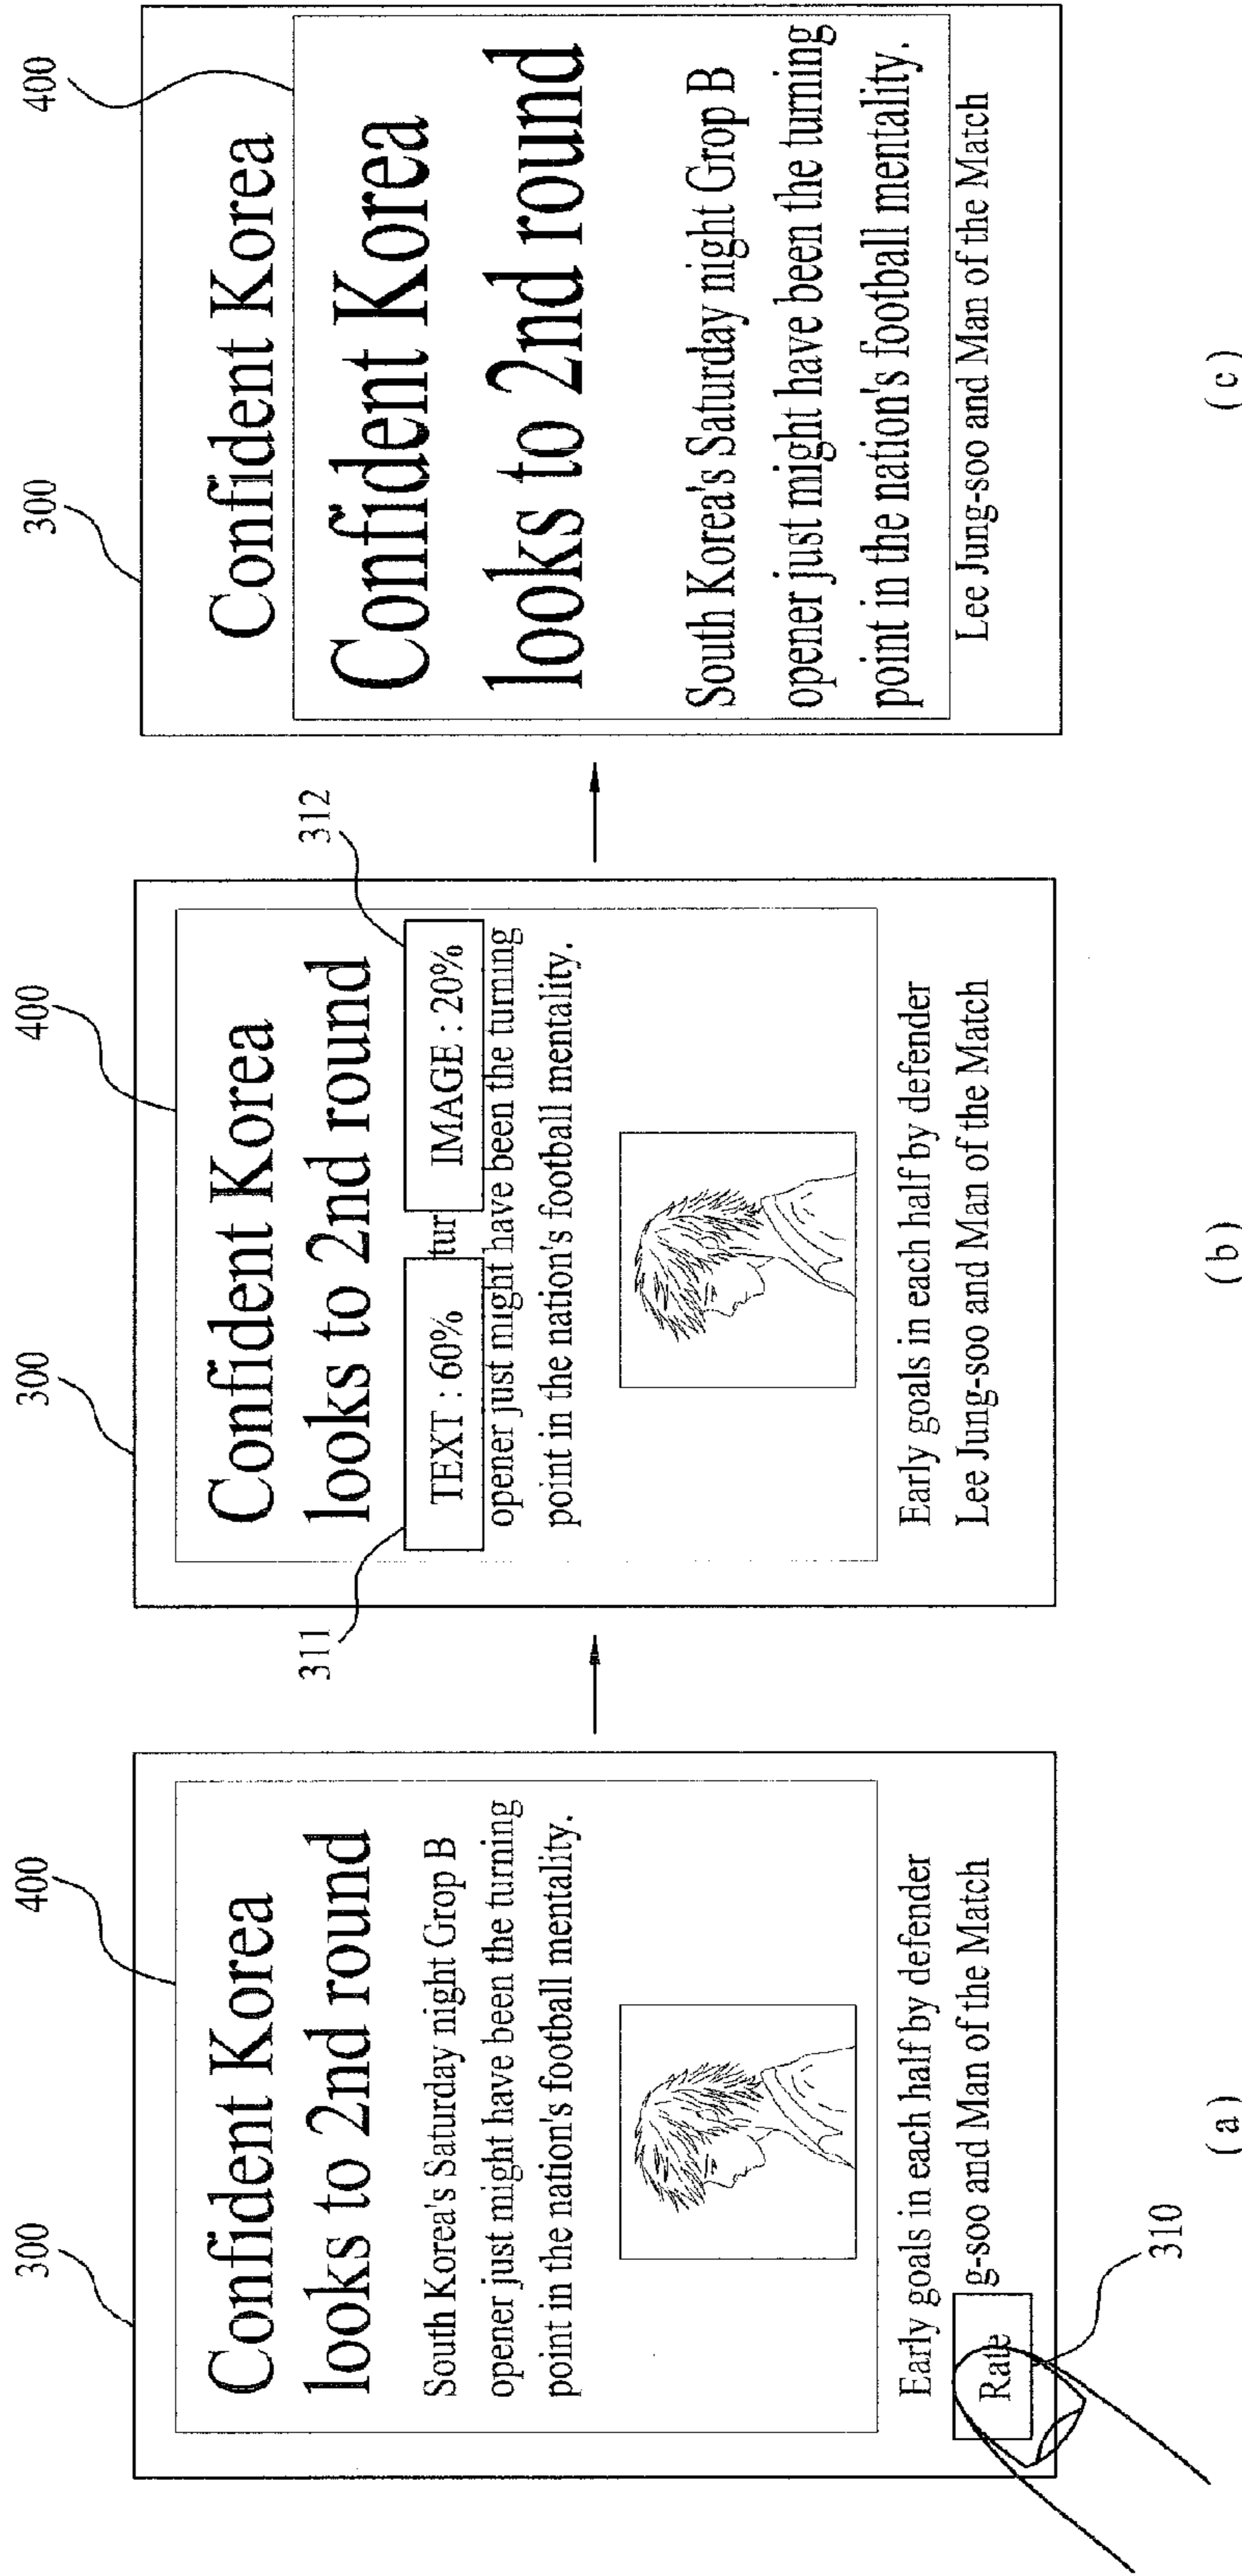 300
400
Confident Korea
looks to 2nd round
South Korea's Saturday night Grop B
opener just might have been the turning
point in the nation's football mentality.
Early goals in each half by defender
Rate g-soo and Man of the Match
310
(a)
300
400
Confident Korea
looks to 2nd round
311
312
TEXT : 60% tur IMAGE : 20%
opener just might have been the turning
point in the nation's football mentality.
Early goals in each half by defender
Lee Jung-soo and Man of the Match
(b)
300
400
Confident Korea
Confident Korea
looks to 2nd round
South Korea's Saturday night Grop B
opener just might have been the turning
point in the nation's football mentality.
Lee Jung-soo and Man of the Match
(c)